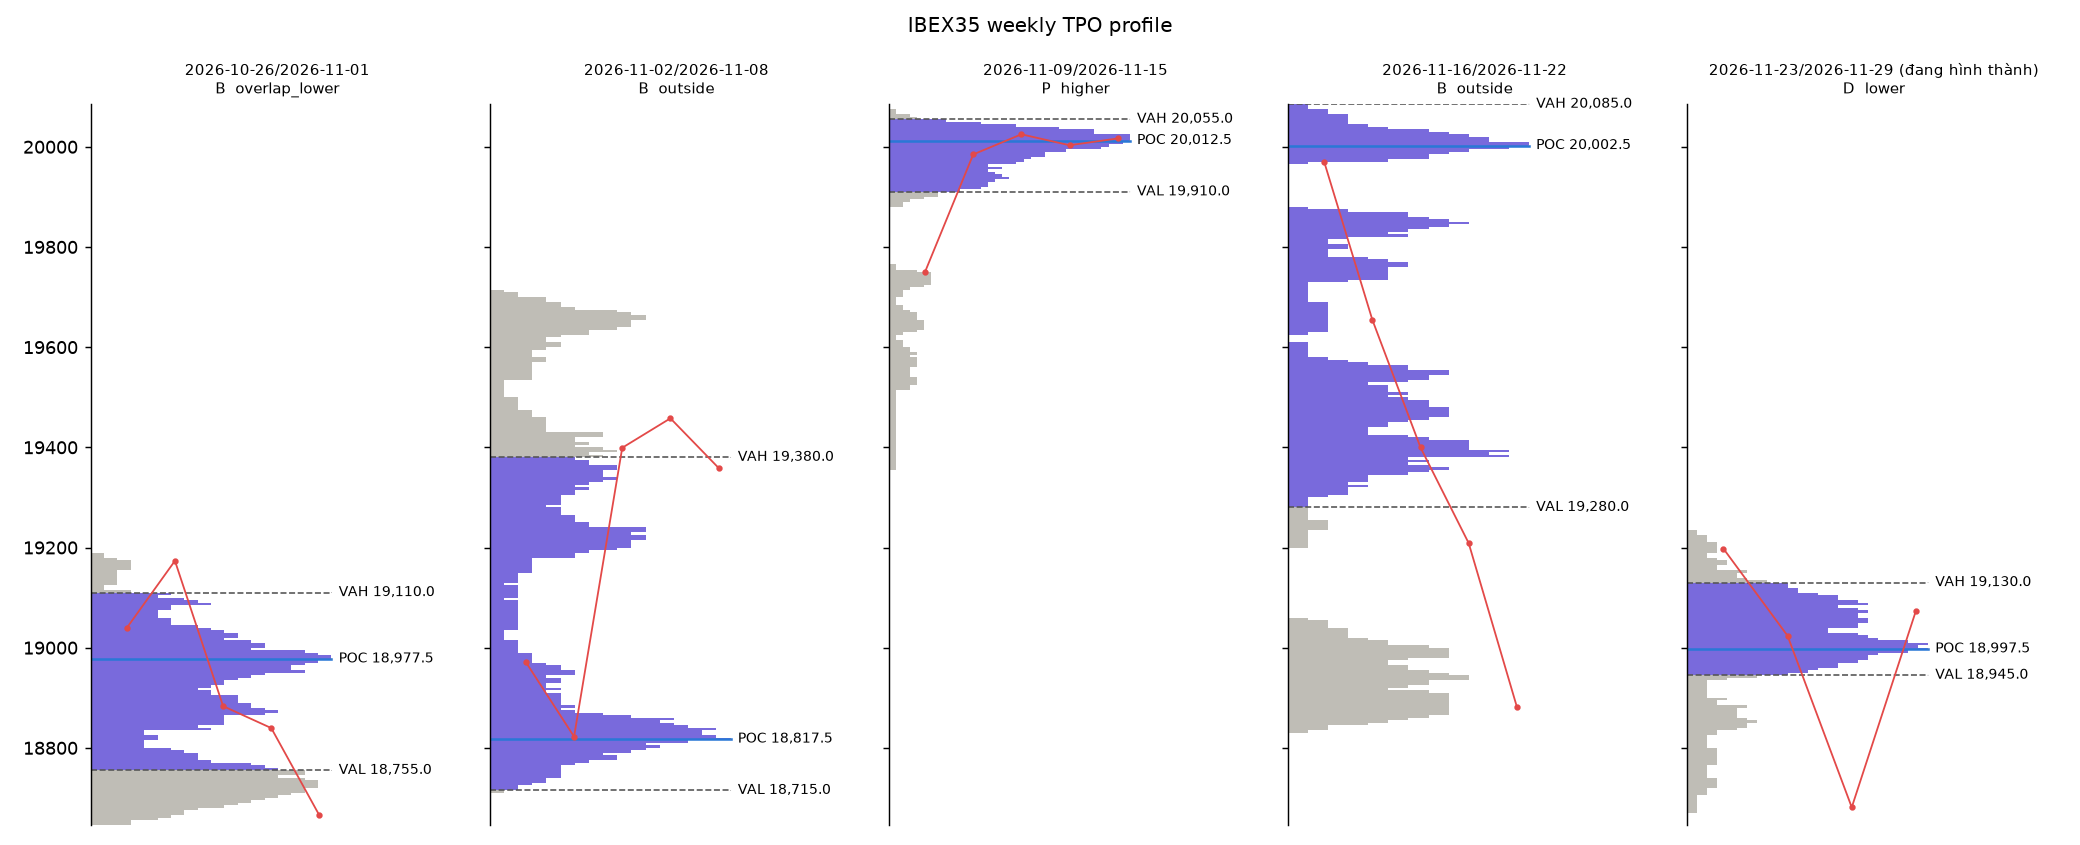 IBEX35 weekly TPO profile
2026-10-26/2026-11-01
B  overlap_lower
2026-11-02/2026-11-08
B  outside
2026-11-09/2026-11-15
P  higher
2026-11-16/2026-11-22
B  outside
2026-11-23/2026-11-29 (đang hình thành)
D  lower
20000
19800
19600
19400
19200
19000
18800
VAH 19,110.0
POC 18,977.5
VAL 18,755.0
VAH 19,380.0
POC 18,817.5
VAL 18,715.0
VAH 20,055.0
POC 20,012.5
VAL 19,910.0
VAH 20,085.0
POC 20,002.5
VAL 19,280.0
VAH 19,130.0
POC 18,997.5
VAL 18,945.0